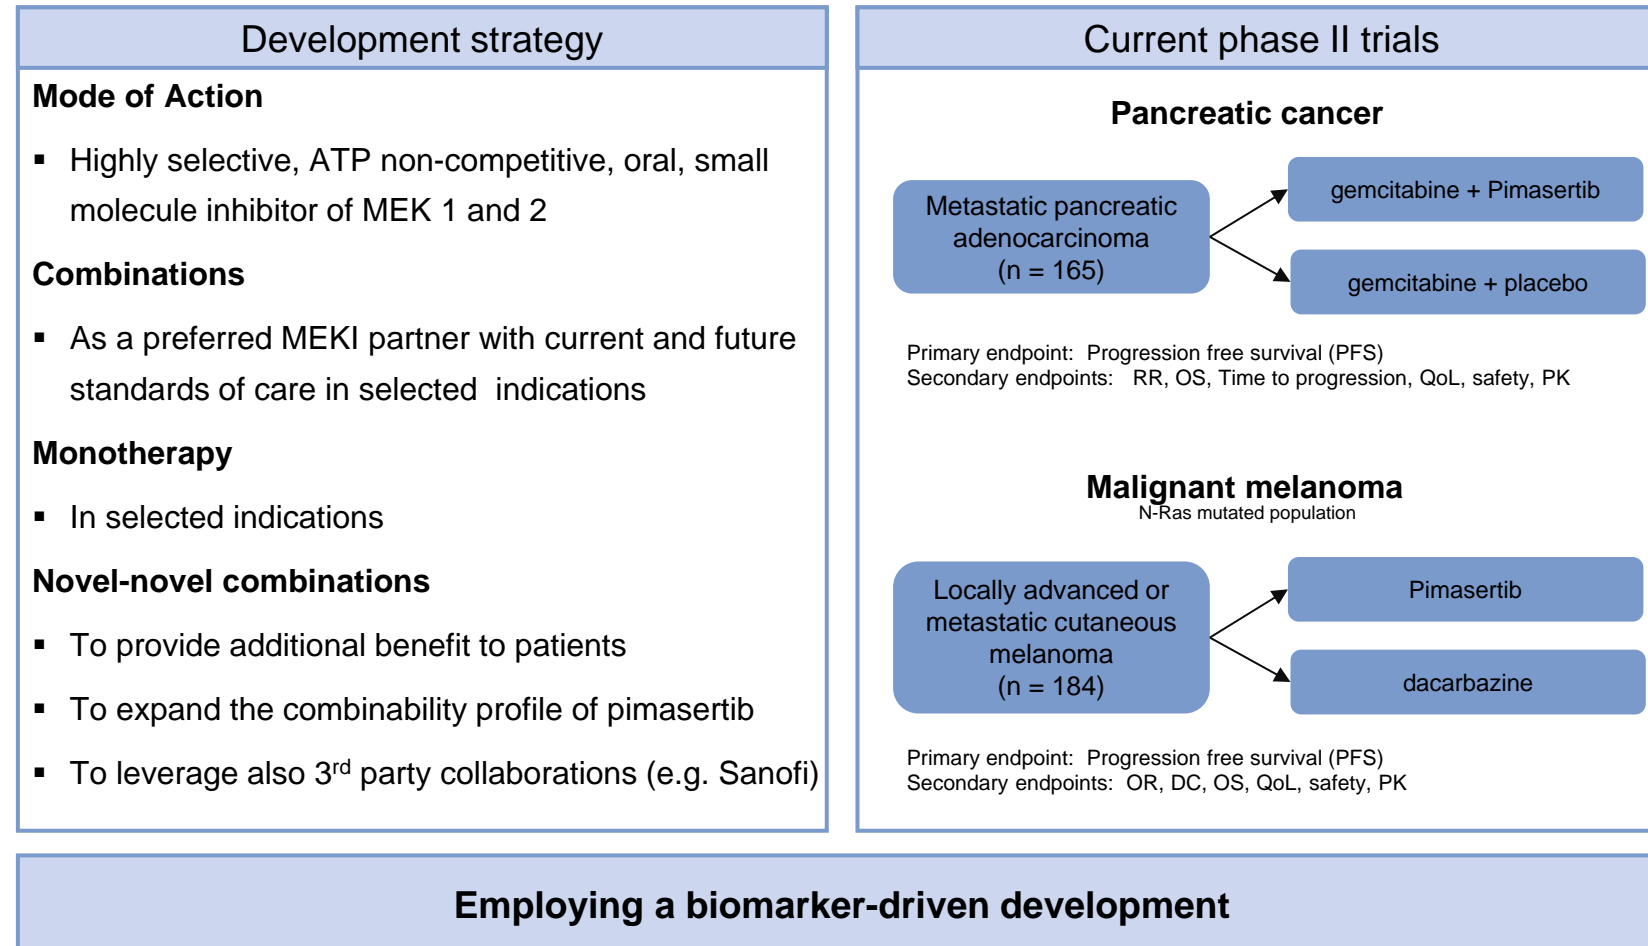 Development strategy
Mode of Action
▪ Highly selective, ATP non-competitive, oral, small
molecule inhibitor of MEK 1 and 2
Combinations
▪ As a preferred MEKI partner with current and future
standards of care in selected indications
Monotherapy
▪ In selected indications
Novel-novel combinations
▪ To provide additional benefit to patients
▪ To expand the combinability profile of pimasertib
▪ To leverage also 3rd party collaborations (e.g. Sanofi)
Current phase II trials
Pancreatic cancer
Metastatic pancreatic
adenocarcinoma
(n = 165)
gemcitabine + Pimasertib
gemcitabine + placebo
Primary endpoint: Progression free survival (PFS)
Secondary endpoints: RR, OS, Time to progression, QoL, safety, PK
Malignant melanoma
N-Ras mutated population
Locally advanced or
metastatic cutaneous
melanoma
(n = 184)
Pimasertib
dacarbazine
Primary endpoint: Progression free survival (PFS)
Secondary endpoints: OR, DC, OS, QoL, safety, PK
Employing a biomarker-driven development